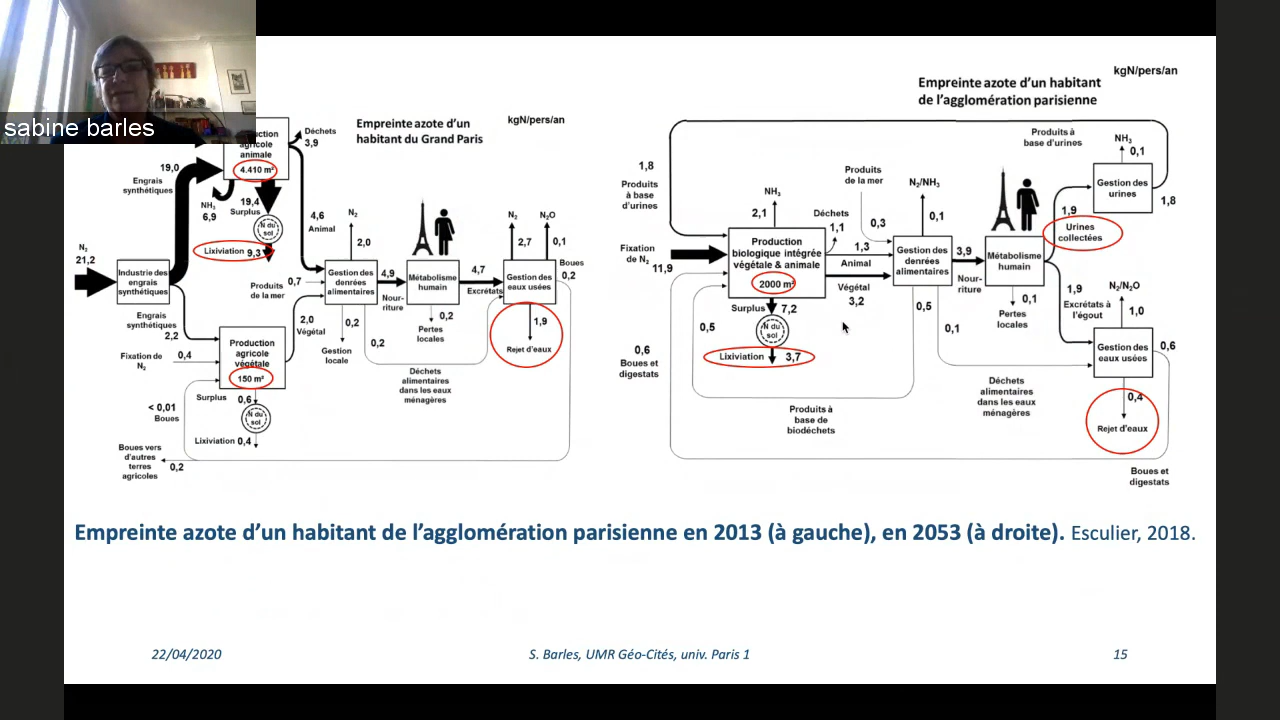 sabine barles
Empreinte azote d'un
habitant du Grand Paris
kgN/pers/an
agricole
animale
4.410 m²
Déchets
3,9
19,0
Engrais
synthétiques
NH₃
6,9
19,4
Surplus
N du
sol
Lixiviation 9,3
4,6
Animal
N₂
21,2
Industrie des
engrais
synthétiques
Engrais
synthétiques
2,2
Fixation de
N₂
0,4
Production
agricole
végétale
150 m²
Surplus 0,6
N du
sol
Lixiviation 0,4
< 0,01
Boues
Boues vers
d'autres
terres
agricoles
0,2
Produits
de la mer
0,7
2,0
Végétal
N₂
2,0
Gestion des
denrées
alimentaires
0,2
Gestion
locale
0,2
4,9
Nour-
riture
Métabolisme
humain
0,2
Pertes
locales
Déchets
alimentaires
dans les eaux
ménagères
4,7
Excrétats
N₂
2,7
N₂O
0,1
Gestion des
eaux usées
Boues
0,2
1,9
Rejet d'eaux
kgN/pers/an
Empreinte azote d'un habitant
de l'agglomération parisienne
1,8
Produits
à base
d'urines
Fixation
de N₂
11,9
NH₃
2,1
Production
biologique intégrée
végétale & animale
2000 m²
Déchets
1,1
1,3
Animal
Végétal
3,2
Surplus 7,2
N du
sol
Lixiviation 3,7
0,5
0,6
Boues et
digestats
Produits à
base de
biodéchets
Produits
de la mer
0,3
N₂/NH₃
0,1
Gestion des
denrées
alimentaires
0,5
0,1
3,9
Nour-
riture
Métabolisme
humain
0,1
Pertes
locales
Déchets
alimentaires
dans les eaux
ménagères
Produits à
base d'urines
NH₃
0,1
Gestion des
urines
1,8
1,9
Urines
collectées
1,9
Excrétats à
l'égout
N₂/N₂O
1,0
Gestion des
eaux usées
0,6
0,4
Rejet d'eaux
Boues et
digestats
Empreinte azote d'un habitant de l'agglomération parisienne en 2013 (à gauche), en 2053 (à droite). Esculier, 2018.
22/04/2020
S. Barles, UMR Géo-Cités, univ. Paris 1
15